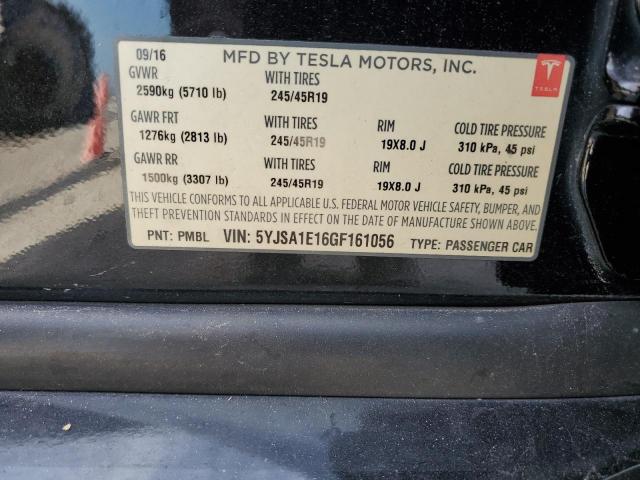 09/16 MFD BY TESLA MOTORS, INC.
TESLA
GVWR WITH TIRES
2590kg (5710 lb) 245/45R19
GAWR FRT WITH TIRES RIM COLD TIRE PRESSURE
1276kg (2813 lb) 245/45R19 19X8.0 J 310 kPa, 45 psi
GAWR RR WITH TIRES RIM COLD TIRE PRESSURE
1500kg (3307 lb) 245/45R19 19X8.0 J 310 kPa, 45 psi
THIS VEHICLE CONFORMS TO ALL APPLICABLE U.S. FEDERAL MOTOR VEHICLE SAFETY, BUMPER, AND
THEFT PREVENTION STANDARDS IN EFFECT ON THE DATE OF MANUFACTURE SHOWN ABOVE.
PNT: PMBL VIN: 5YJSA1E16GF161056 TYPE: PASSENGER CAR